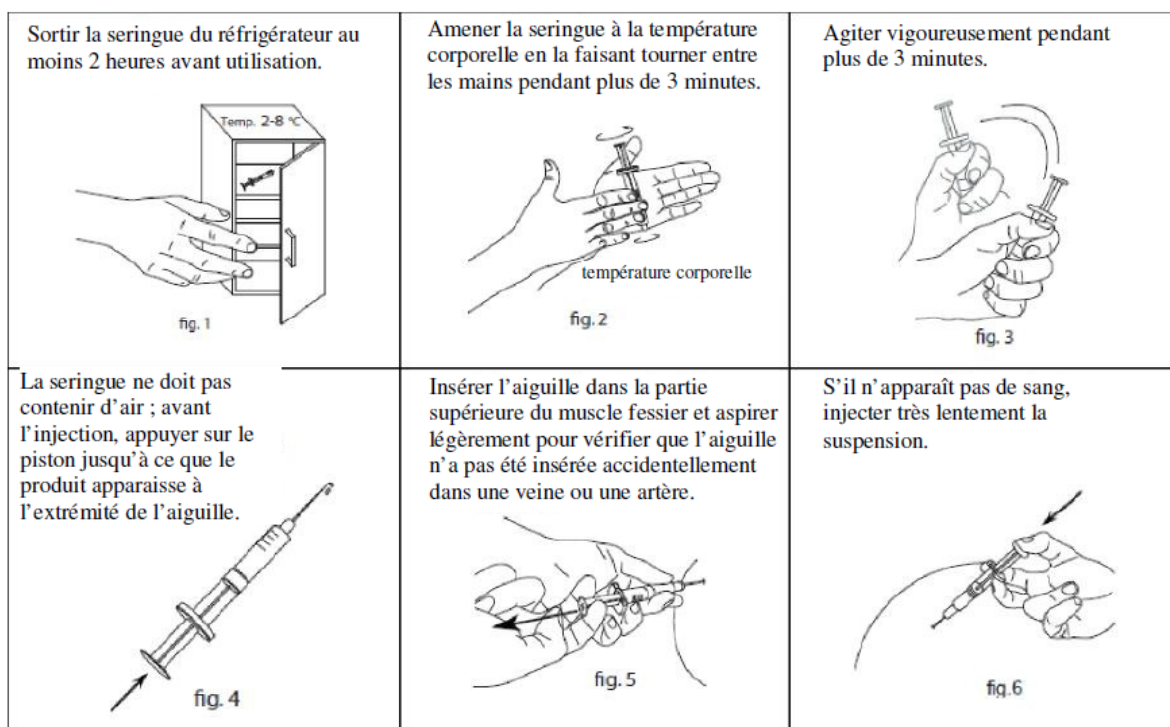 Sortir la seringue du réfrigérateur au
moins 2 heures avant utilisation.
Temp. 2-8 °C
fig. 1
Amener la seringue à la température
corporelle en la faisant tourner entre
les mains pendant plus de 3 minutes.
température corporelle
fig. 2
Agiter vigoureusement pendant
plus de 3 minutes.
fig. 3
La seringue ne doit pas
contenir d’air ; avant
l’injection, appuyer sur le
piston jusqu’à ce que le
produit apparaisse à
l’extrémité de l’aiguille.
fig. 4
Insérer l’aiguille dans la partie
supérieure du muscle fessier et aspirer
légèrement pour vérifier que l’aiguille
n’a pas été insérée accidentellement
dans une veine ou une artère.
fig. 5
S’il n’apparaît pas de sang,
injecter très lentement la
suspension.
fig.6